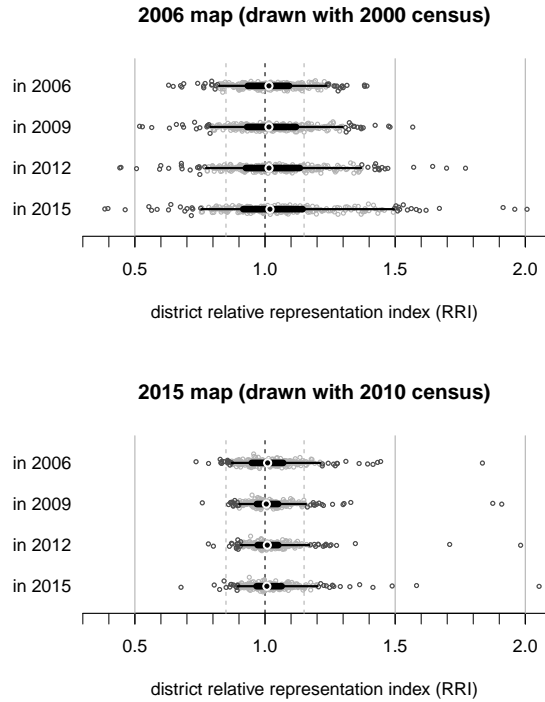 2006 map (drawn with 2000 census)
in 2006
in 2009
in 2012
in 2015
0.5 1.0 1.5 2.0
district relative representation index (RRI)
2015 map (drawn with 2010 census)
in 2006
in 2009
in 2012
in 2015
0.5 1.0 1.5 2.0
district relative representation index (RRI)